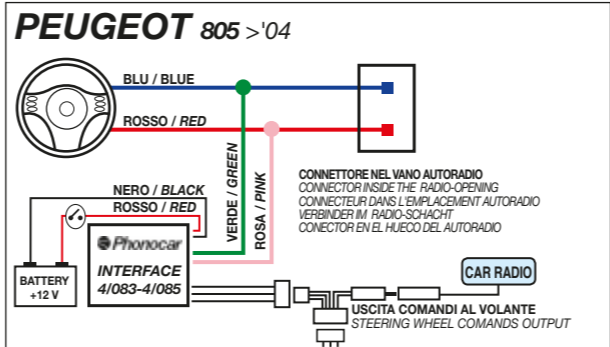 PEUGEOT 805 >'04
BLU / BLUE
ROSSO / RED
VERDE / GREEN
ROSA / PINK
CONNETTORE NEL VANO AUTORADIO
CONNECTOR INSIDE THE RADIO-OPENING
CONNECTEUR DANS L'EMPLACEMENT AUTORADIO
VERBINDER IM RADIO-SCHACHT
CONECTOR EN EL HUECO DEL AUTORADIO
NERO / BLACK
ROSSO / RED
Phonocar
INTERFACE
4/083-4/085
BATTERY
+12 V
CAR RADIO
USCITA COMANDI AL VOLANTE
STEERING WHEEL COMANDS OUTPUT